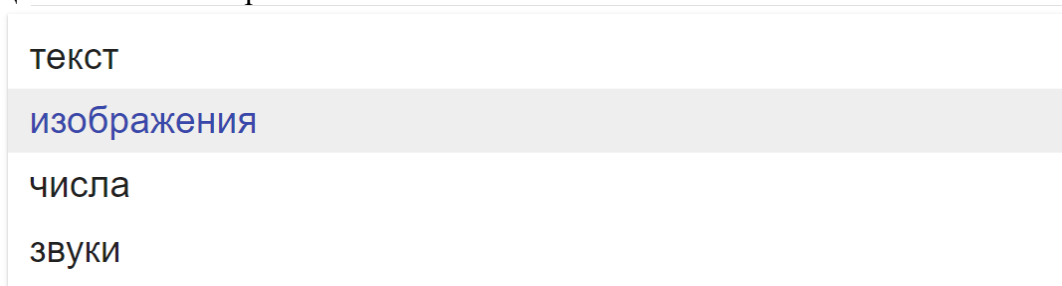 текст
изображения
числа
звуки